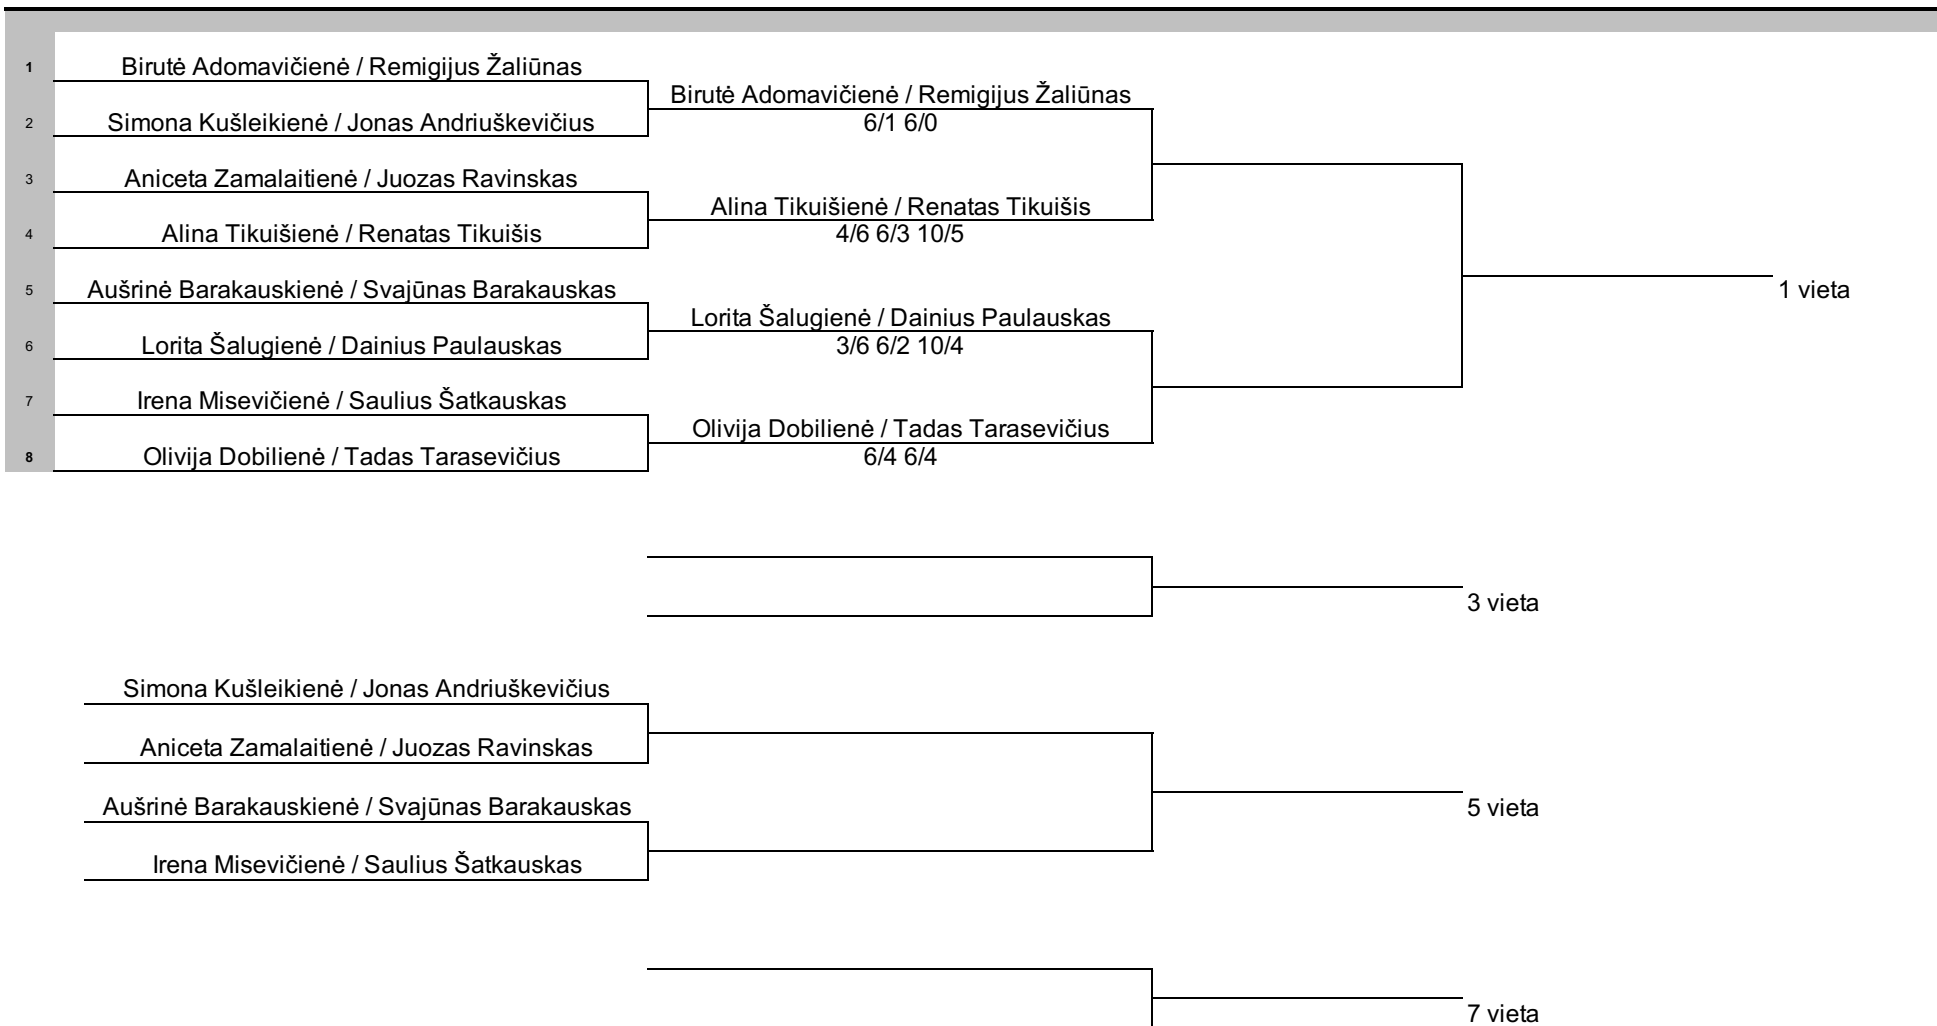 1 Birutė Adomavičienė / Remigijus Žaliūnas
Birutė Adomavičienė / Remigijus Žaliūnas
2 Simona Kušleikienė / Jonas Andriuškevičius
6/1 6/0
3 Aniceta Zamalaitienė / Juozas Ravinskas
Alina Tikuišienė / Renatas Tikuišis
4 Alina Tikuišienė / Renatas Tikuišis
4/6 6/3 10/5
5 Aušrinė Barakauskienė / Svajūnas Barakauskas
1 vieta
Lorita Šalugienė / Dainius Paulauskas
6 Lorita Šalugienė / Dainius Paulauskas
3/6 6/2 10/4
7 Irena Misevičienė / Saulius Šatkauskas
Olivija Dobilienė / Tadas Tarasevičius
8 Olivija Dobilienė / Tadas Tarasevičius
6/4 6/4
3 vieta
Simona Kušleikienė / Jonas Andriuškevičius
Aniceta Zamalaitienė / Juozas Ravinskas
Aušrinė Barakauskienė / Svajūnas Barakauskas
5 vieta
Irena Misevičienė / Saulius Šatkauskas
7 vieta